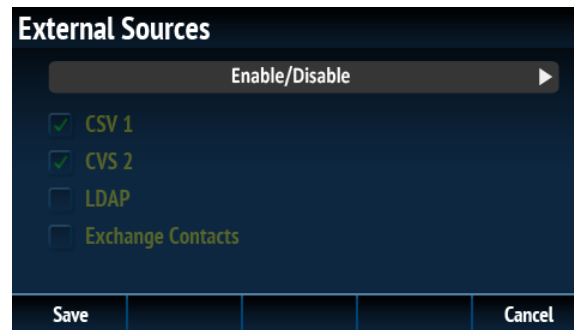 External Sources
Enable/Disable
CSV 1
CVS 2
LDAP
Exchange Contacts
Save Cancel